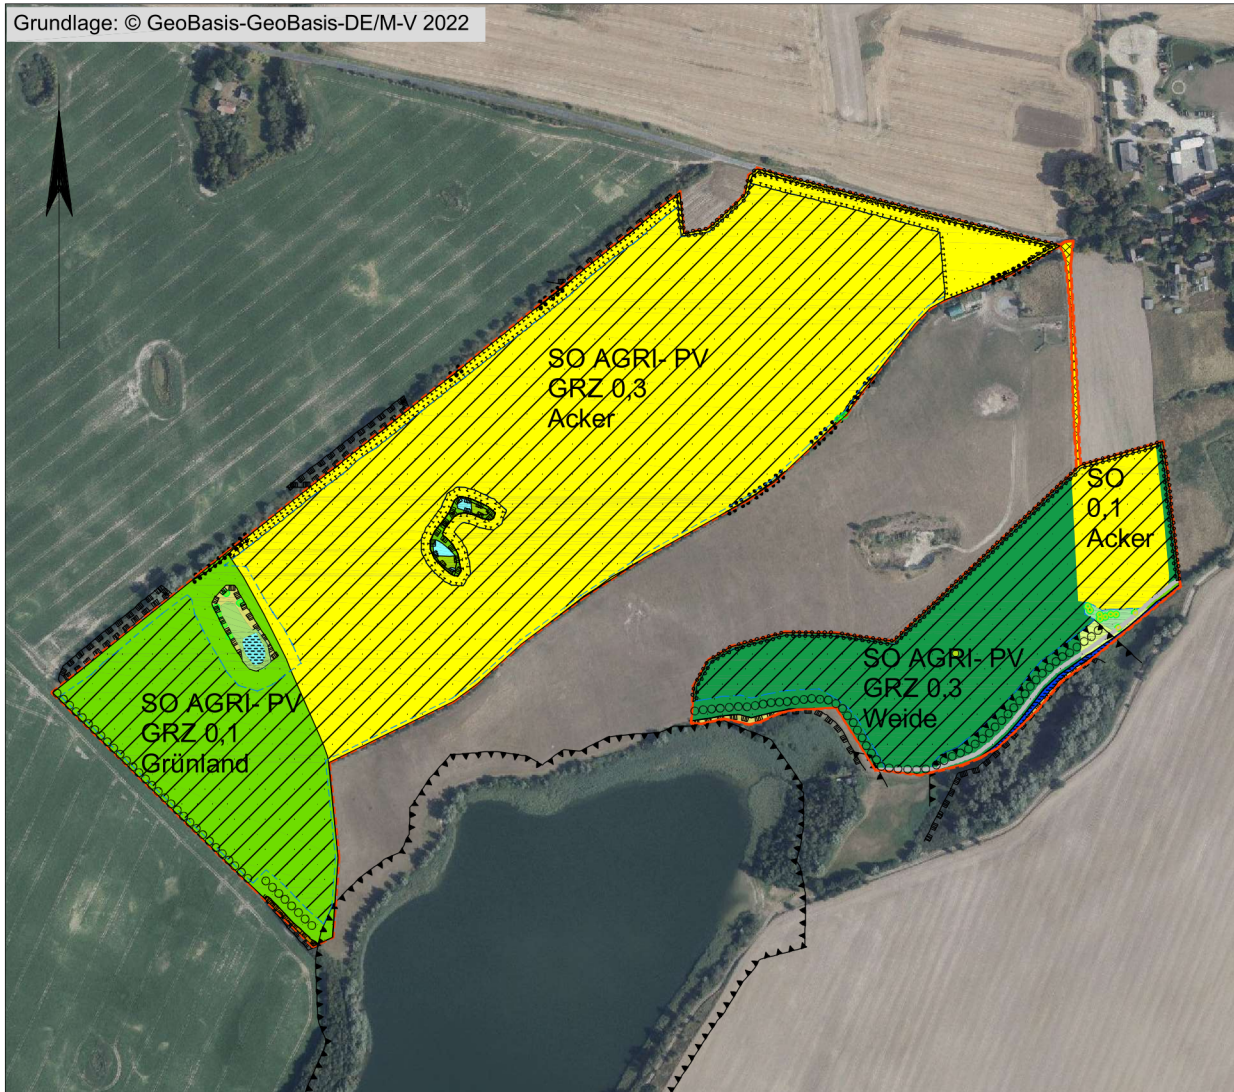 Grundlage: © GeoBasis-GeoBasis-DE/M-V 2022
SO AGRI- PV
GRZ 0,3
Acker
SO
0,1
Acker
SO AGRI- PV
GRZ 0,3
Weide
SO AGRI- PV
GRZ 0,1
Grünland